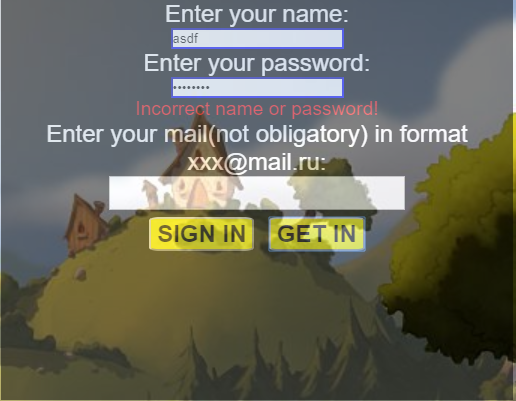 Enter your name:
asdf
Enter your password:
••••••••
Incorrect name or password!
Enter your mail(not obligatory) in format
xxx@mail.ru:
SIGN IN GET IN